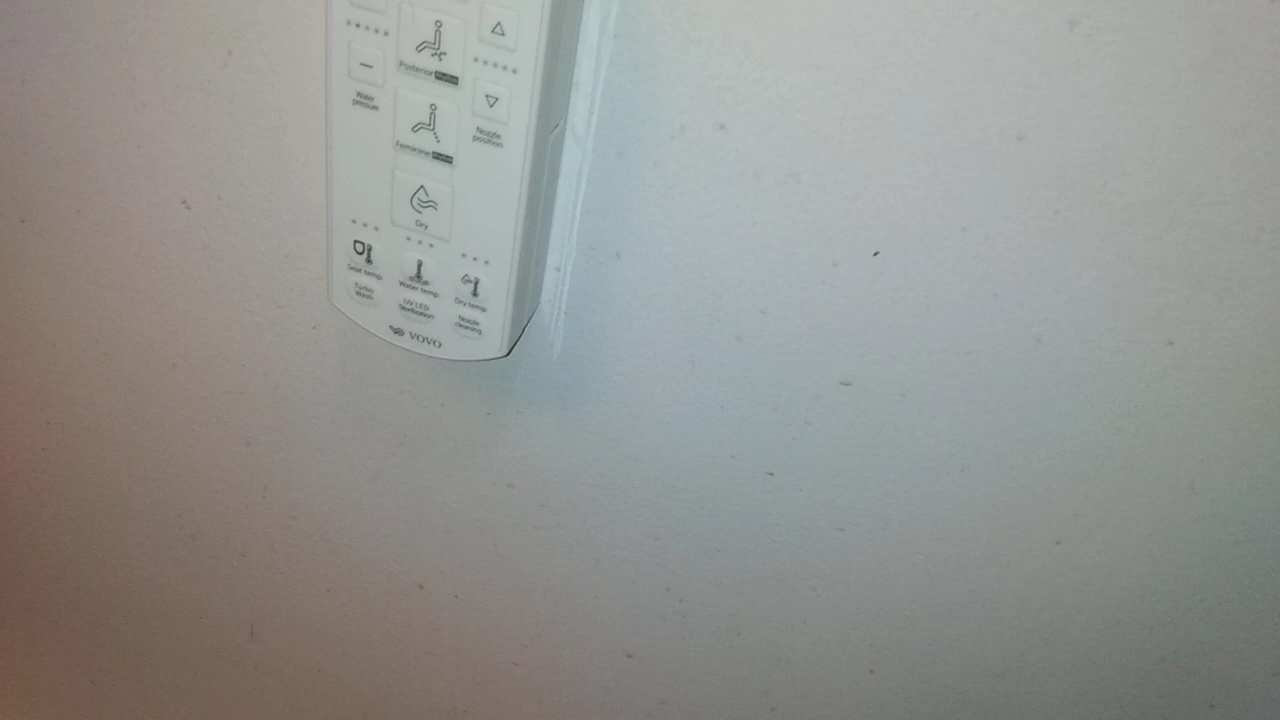 Posterior
Water
pressure
Feminine
Nozzle
position
Dry
Seat temp.
Water temp.
Dry temp.
Turbo
Wash
UV LED
Sterilization
Nozzle
cleaning
VOVO